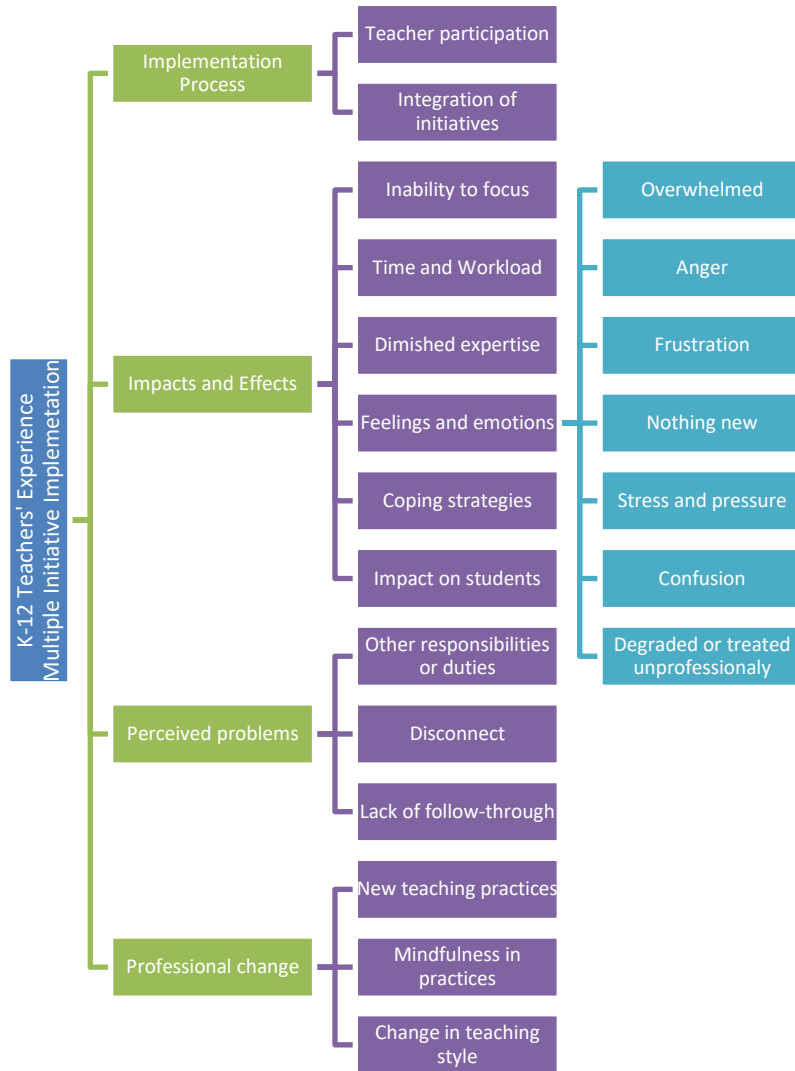 K-12 Teachers' Experience
Multiple Initiative Implemetation
Implementation
Process
Teacher participation
Integration of
initiatives
Impacts and Effects
Inability to focus
Time and Workload
Dimished expertise
Feelings and emotions
Overwhelmed
Anger
Frustration
Nothing new
Stress and pressure
Confusion
Degraded or treated
unprofessionaly
Coping strategies
Impact on students
Perceived problems
Other responsibilities
or duties
Disconnect
Lack of follow-through
Professional change
New teaching practices
Mindfulness in
practices
Change in teaching
style